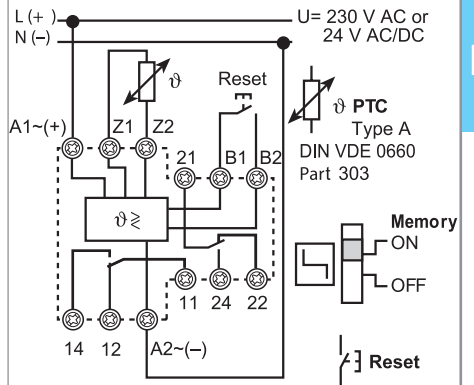 L (+) U= 230 V AC or
N (–) 24 V AC/DC
ϑ Reset
ϑ PTC
A1~(+) Z1 Z2 Type A
21 B1 B2 DIN VDE 0660
Part 303
ϑ ≷
Memory
ON
OFF
11 24 22
14 12 A2~(–)
Reset